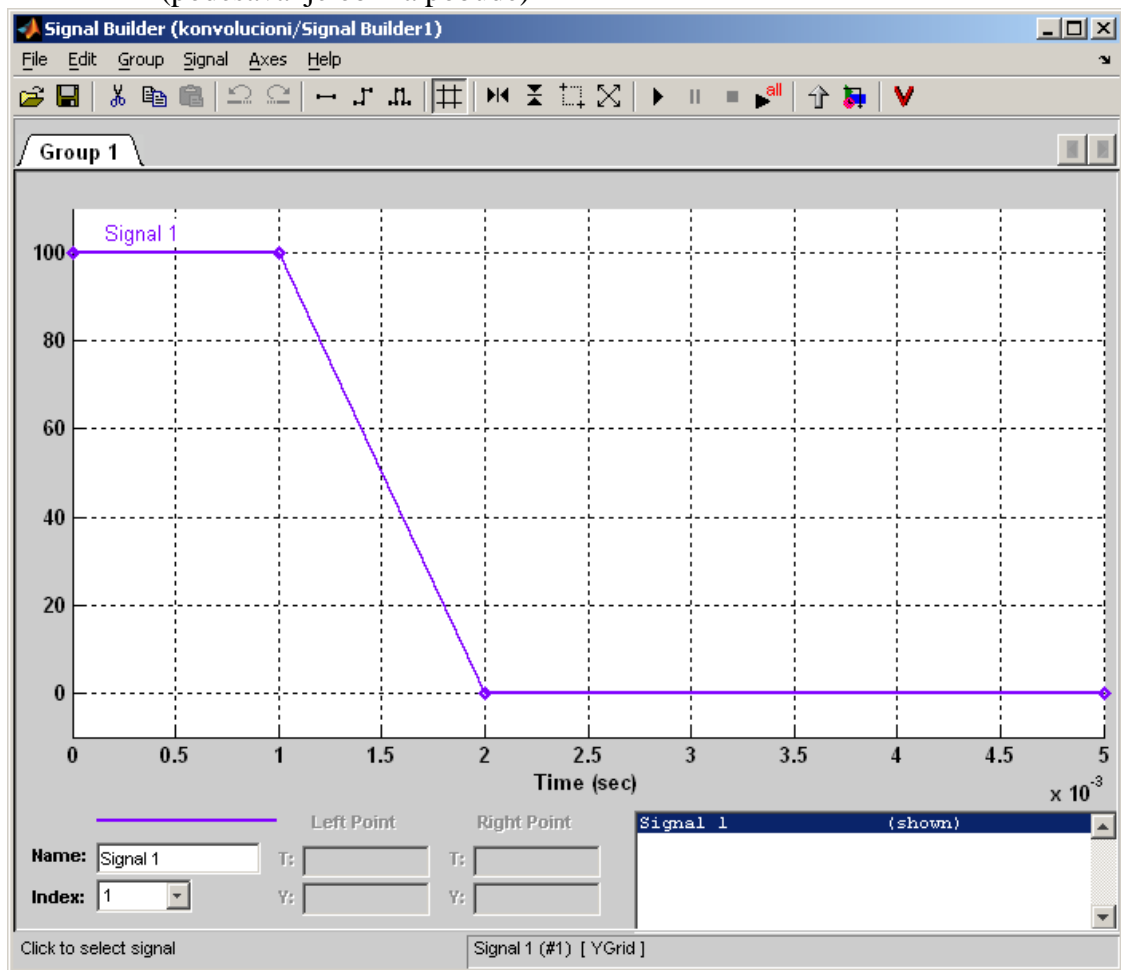 Signal Builder (konvolucioni/Signal Builder1)
File Edit Group Signal Axes Help
all
Group 1
Signal 1
100
80
60
40
20
0
0 0.5 1 1.5 2 2.5 3 3.5 4 4.5 5
Time (sec)
x 10-3
Left Point Right Point
Signal 1 (shown)
Name: Signal 1 T: T:
Index: 1 Y: Y:
Click to select signal
Signal 1 (#1) [ YGrid ]